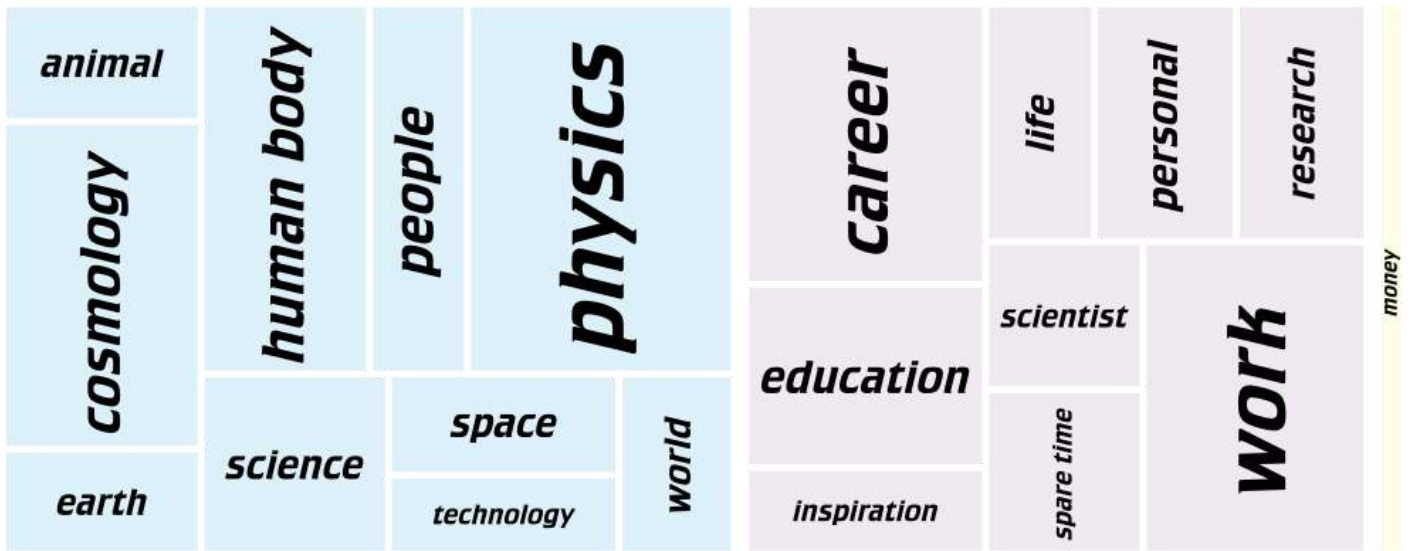 animal
cosmology
earth
human body
people
physics
science
space
technology
world
career
education
inspiration
life
personal
research
scientist
spare time
work
money